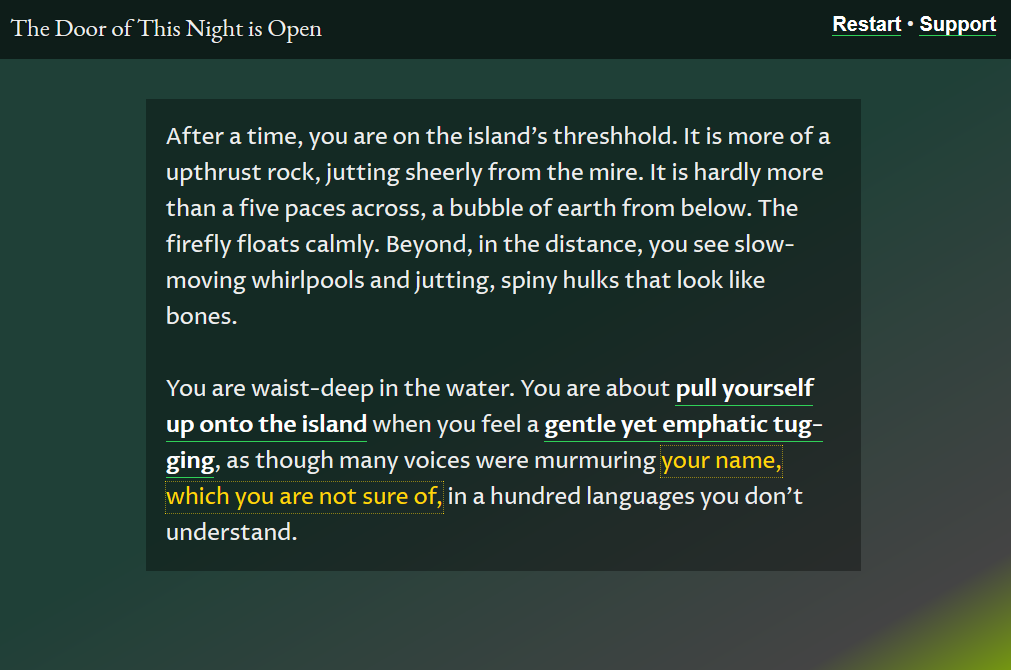 The Door of This Night is Open
Restart • Support
After a time, you are on the island’s threshhold. It is more of a
upthrust rock, jutting sheerly from the mire. It is hardly more
than a five paces across, a bubble of earth from below. The
firefly floats calmly. Beyond, in the distance, you see slow-
moving whirlpools and jutting, spiny hulks that look like
bones.
You are waist-deep in the water. You are about pull yourself
up onto the island when you feel a gentle yet emphatic tug-
ging, as though many voices were murmuring your name,
which you are not sure of, in a hundred languages you don’t
understand.